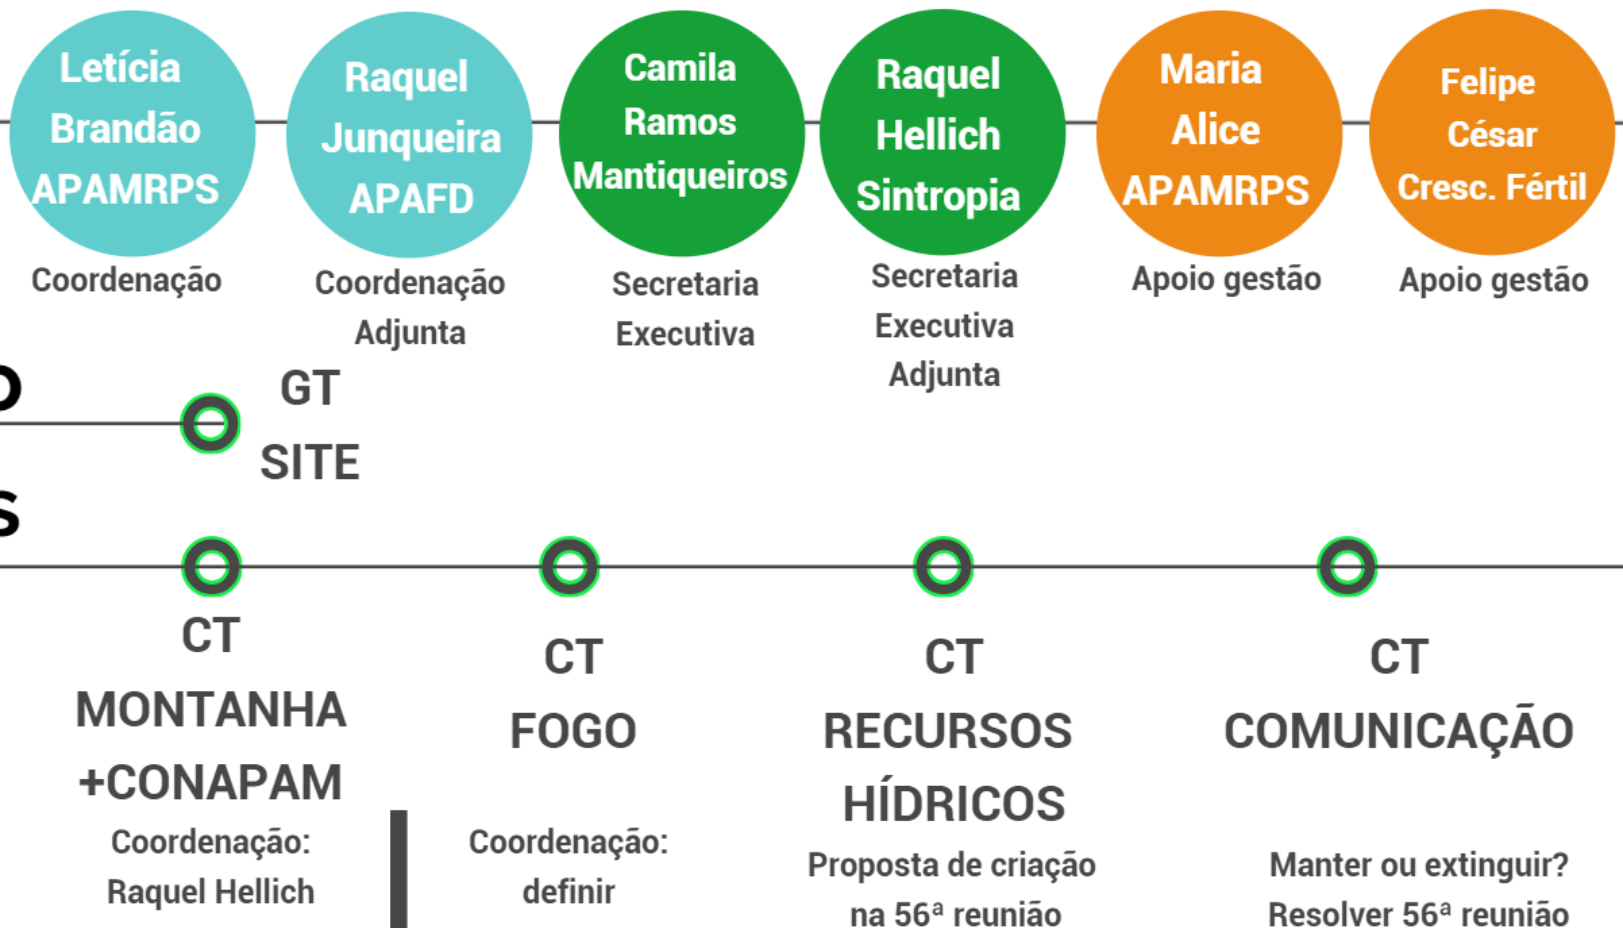 Letícia
Brandão
APAMRPS
Coordenação
Raquel
Junqueira
APAFD
Coordenação
Adjunta
Camila
Ramos
Mantiqueiros
Secretaria
Executiva
Raquel
Hellich
Sintropia
Secretaria
Executiva
Adjunta
Maria
Alice
APAMRPS
Apoio gestão
Felipe
César
Cresc. Fértil
Apoio gestão
O
GT
SITE
S
CT
MONTANHA
+CONAPAM
Coordenação:
Raquel Hellich
CT
FOGO
Coordenação:
definir
CT
RECURSOS
HÍDRICOS
Proposta de criação
na 56ª reunião
CT
COMUNICAÇÃO
Manter ou extinguir?
Resolver 56ª reunião